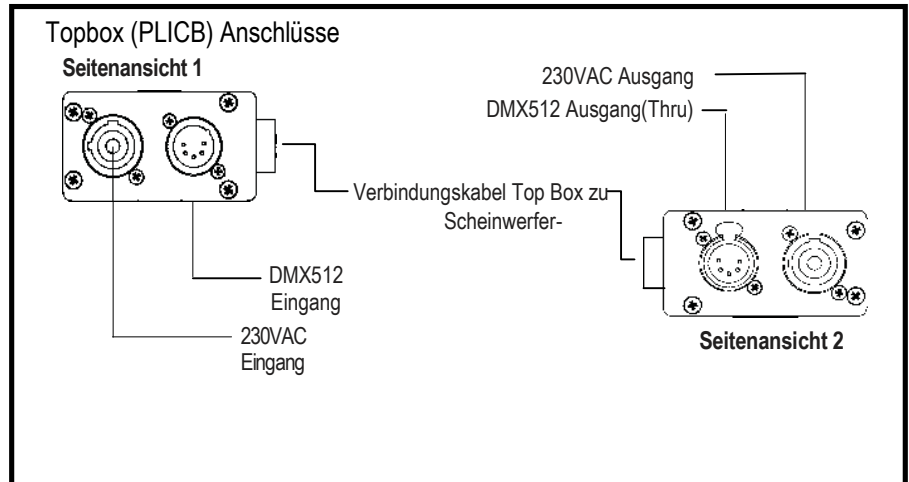 Topbox (PLICB) Anschlüsse
Seitenansicht 1
230VAC Ausgang
DMX512 Ausgang(Thru)
Verbindungskabel Top Box zu
Scheinwerfer-
DMX512
Eingang
230VAC
Eingang
Seitenansicht 2